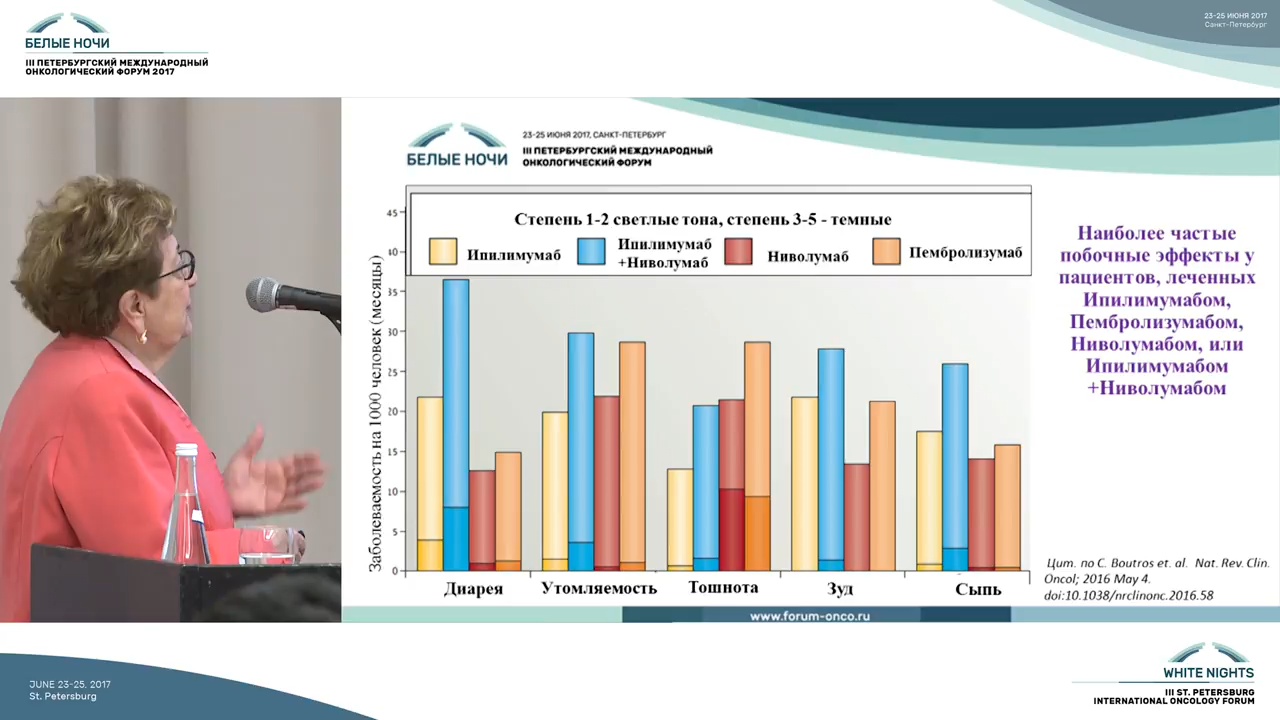 БЕЛЫЕ НОЧИ
III ПЕТЕРБУРГСКИЙ МЕЖДУНАРОДНЫЙ
ОНКОЛОГИЧЕСКИЙ ФОРУМ 2017
23-25 ИЮНЯ 2017
Санкт-Петербург
БЕЛЫЕ НОЧИ
23-25 ИЮНЯ 2017, САНКТ-ПЕТЕРБУРГ
III ПЕТЕРБУРГСКИЙ МЕЖДУНАРОДНЫЙ
ОНКОЛОГИЧЕСКИЙ ФОРУМ
Степень 1-2 светлые тона, степень 3-5 - темные
Ипилимумаб
Ипилимумаб
+Ниволумаб
Ниволумаб
Пембролизумаб
Заболеваемость на 1000 человек (месяцы)
45
40
35
30
25
20
15
10
5
0
Диарея
Утомляемость
Тошнота
Зуд
Сыпь
Наиболее частые
побочные эффекты у
пациентов, леченных
Ипилимумабом,
Пембролизумабом,
Ниволумабом, или
Ипилимумабом
+Ниволумабом
Цит. по C. Boutros et. al. Nat. Rev. Clin.
Oncol; 2016 May 4.
doi:10.1038/nrclinonc.2016.58
www.forum-onco.ru
JUNE 23-25, 2017
St. Petersburg
WHITE NIGHTS
III ST. PETERSBURG
INTERNATIONAL ONCOLOGY FORUM